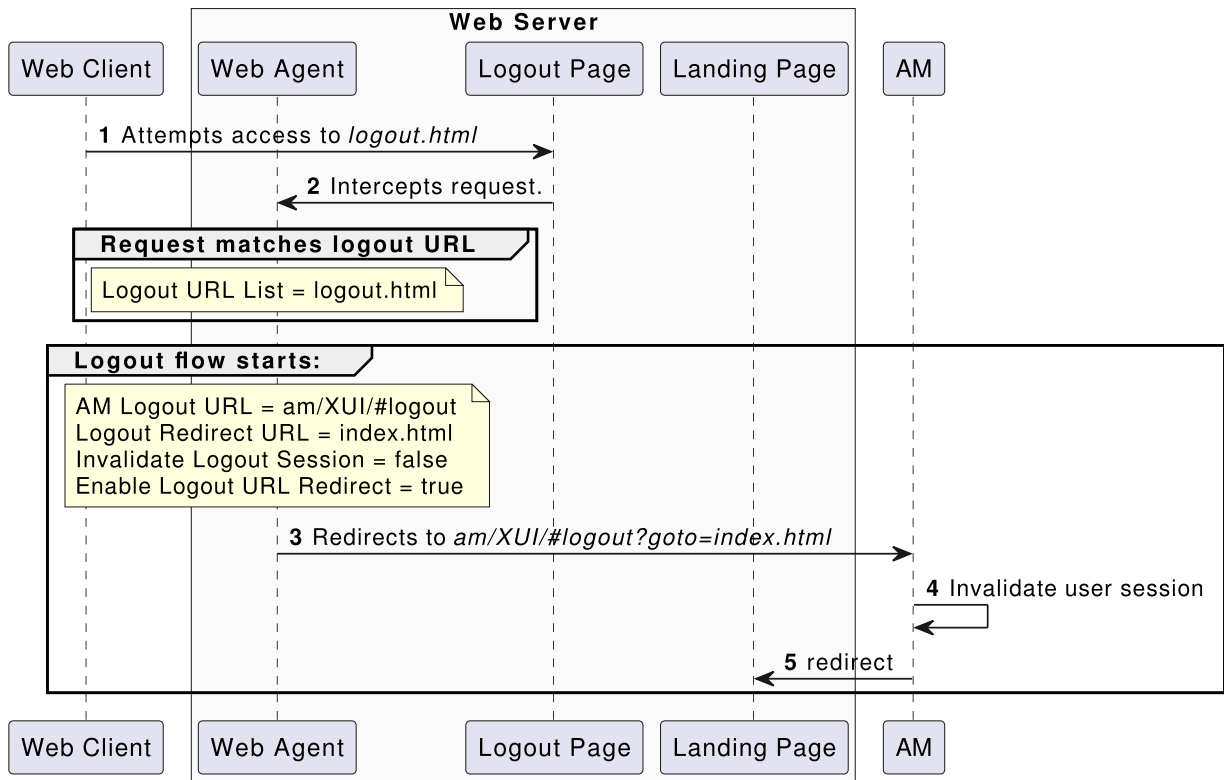 Web Server
Web Client
Web Agent
Logout Page
Landing Page
AM
1 Attempts access to logout.html
2 Intercepts request.
Request matches logout URL
Logout URL List = logout.html
Logout flow starts:
AM Logout URL = am/XUI/#logout
Logout Redirect URL = index.html
Invalidate Logout Session = false
Enable Logout URL Redirect = true
3 Redirects to am/XUI/#logout?goto=index.html
4 Invalidate user session
5 redirect
Web Client
Web Agent
Logout Page
Landing Page
AM